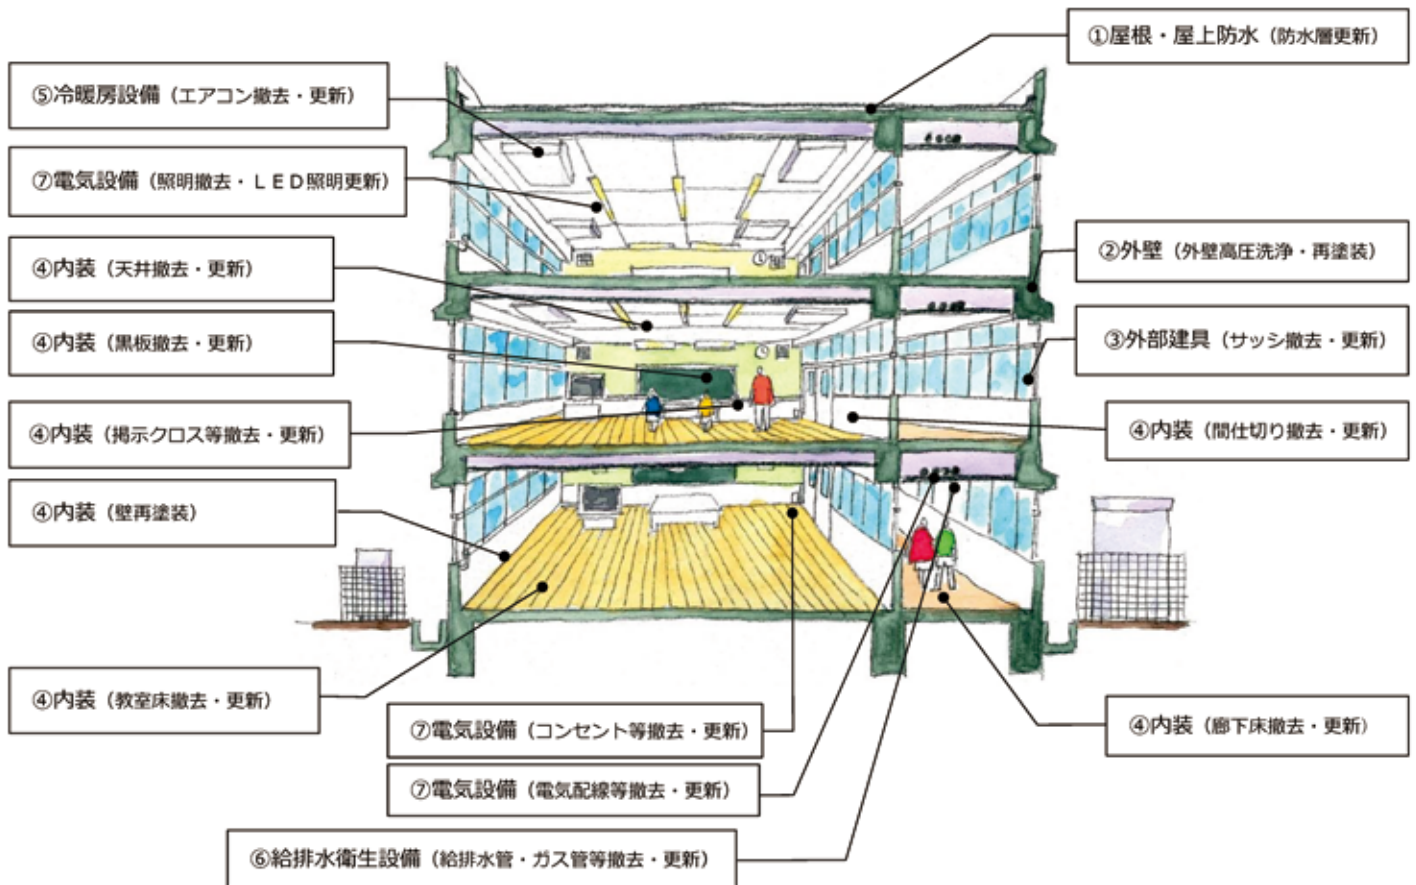 ①屋根・屋上防水（防水層更新）
⑤冷暖房設備（エアコン撤去・更新）
⑦電気設備（照明撤去・ＬＥＤ照明更新）
④内装（天井撤去・更新）
②外壁（外壁高圧洗浄・再塗装）
④内装（黒板撤去・更新）
③外部建具（サッシ撤去・更新）
④内装（掲示クロス等撤去・更新）
④内装（間仕切り撤去・更新）
④内装（壁再塗装）
④内装（教室床撤去・更新）
⑦電気設備（コンセント等撤去・更新）
④内装（廊下床撤去・更新）
⑦電気設備（電気配線等撤去・更新）
⑥給排水衛生設備（給排水管・ガス管等撤去・更新）